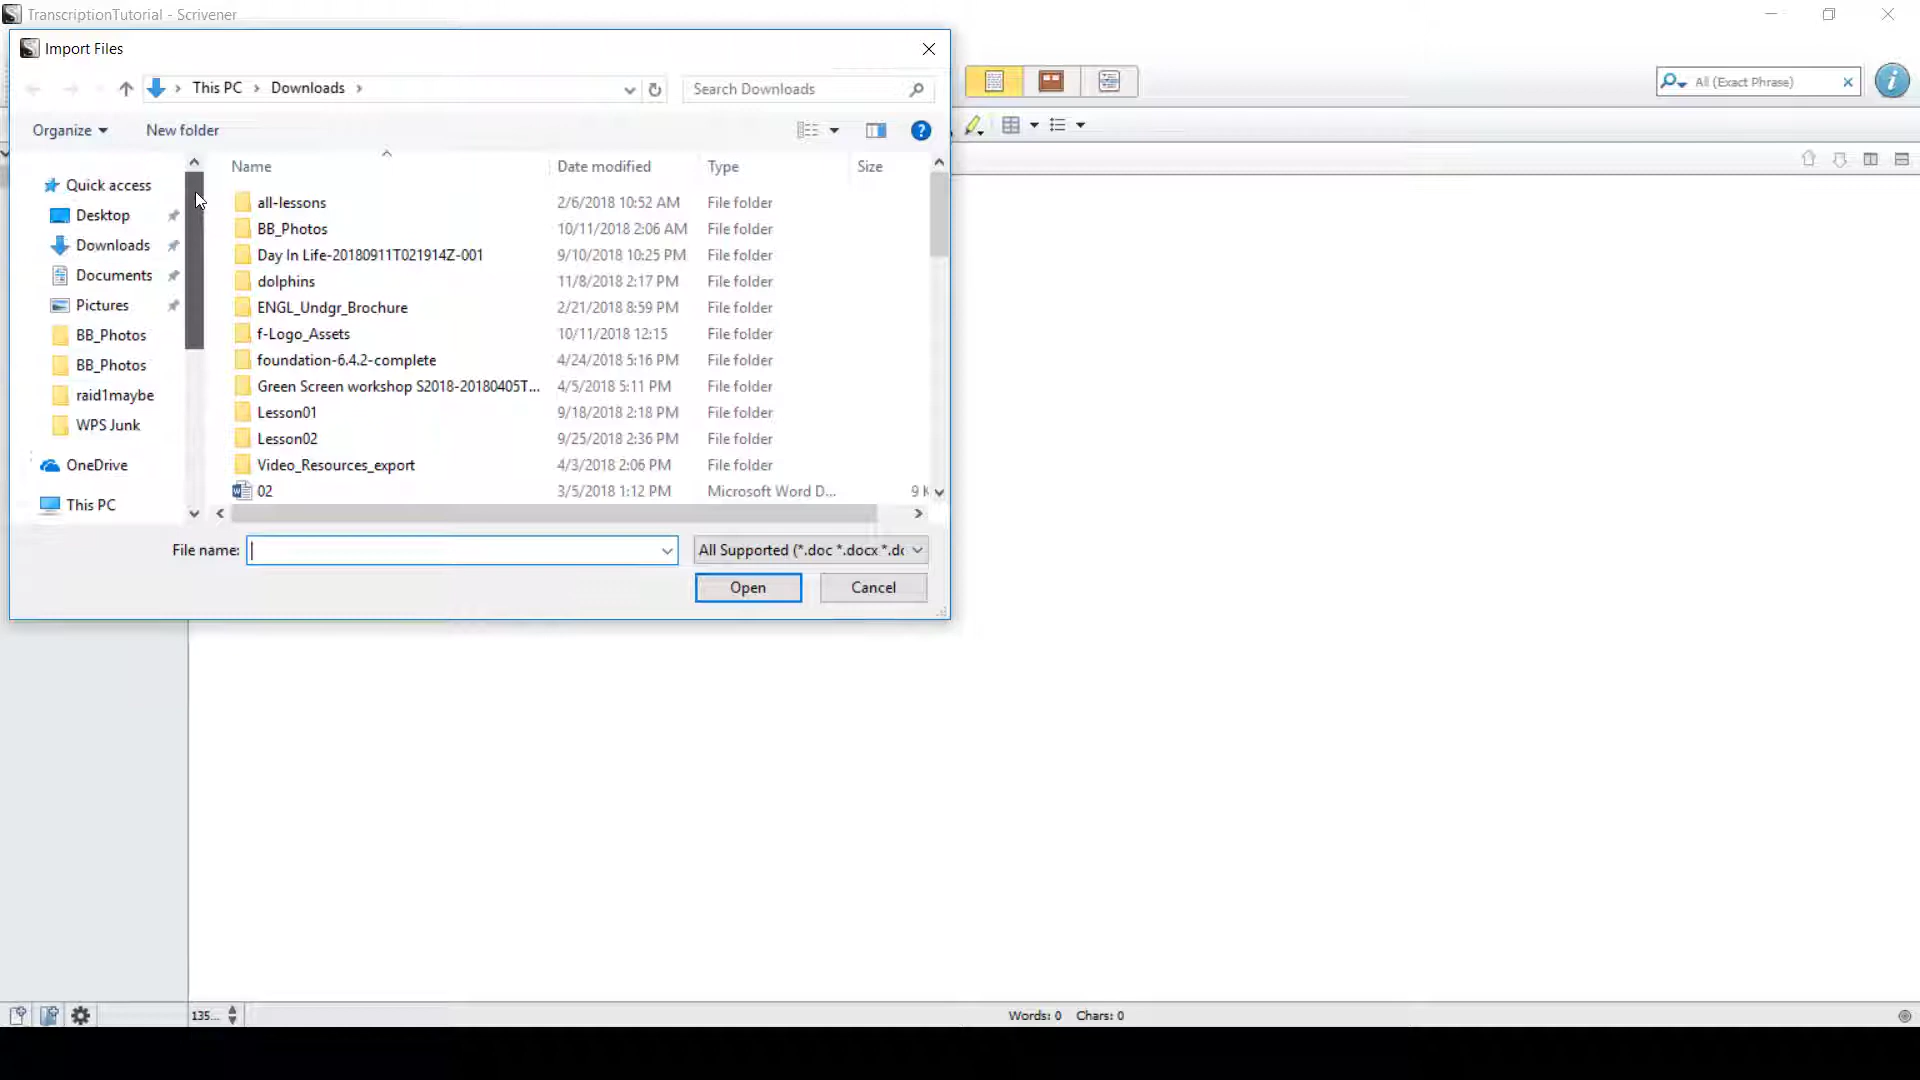 TranscriptionTutorial - Scrivener
Import Files
This PC > Downloads >
Search Downloads
All (Exact Phrase)
Organize
New folder
Name Date modified Type Size
Quick access
Desktop
Downloads
Documents
Pictures
BB_Photos
BB_Photos
raid1maybe
WPS Junk
OneDrive
This PC
all-lessons 2/6/2018 10:52 AM File folder
BB_Photos 10/11/2018 2:06 AM File folder
Day In Life-20180911T021914Z-001 9/10/2018 10:25 PM File folder
dolphins 11/8/2018 2:17 PM File folder
ENGL_Undgr_Brochure 2/21/2018 8:59 PM File folder
f-Logo_Assets 10/11/2018 12:15 File folder
foundation-6.4.2-complete 4/24/2018 5:16 PM File folder
Green Screen workshop S2018-20180405T... 4/5/2018 5:11 PM File folder
Lesson01 9/18/2018 2:18 PM File folder
Lesson02 9/25/2018 2:36 PM File folder
Video_Resources_export 4/3/2018 2:06 PM File folder
02 3/5/2018 1:12 PM Microsoft Word D... 9 K
File name:
All Supported (*.doc *.docx *.dc
Open
Cancel
135...
Words: 0 Chars: 0